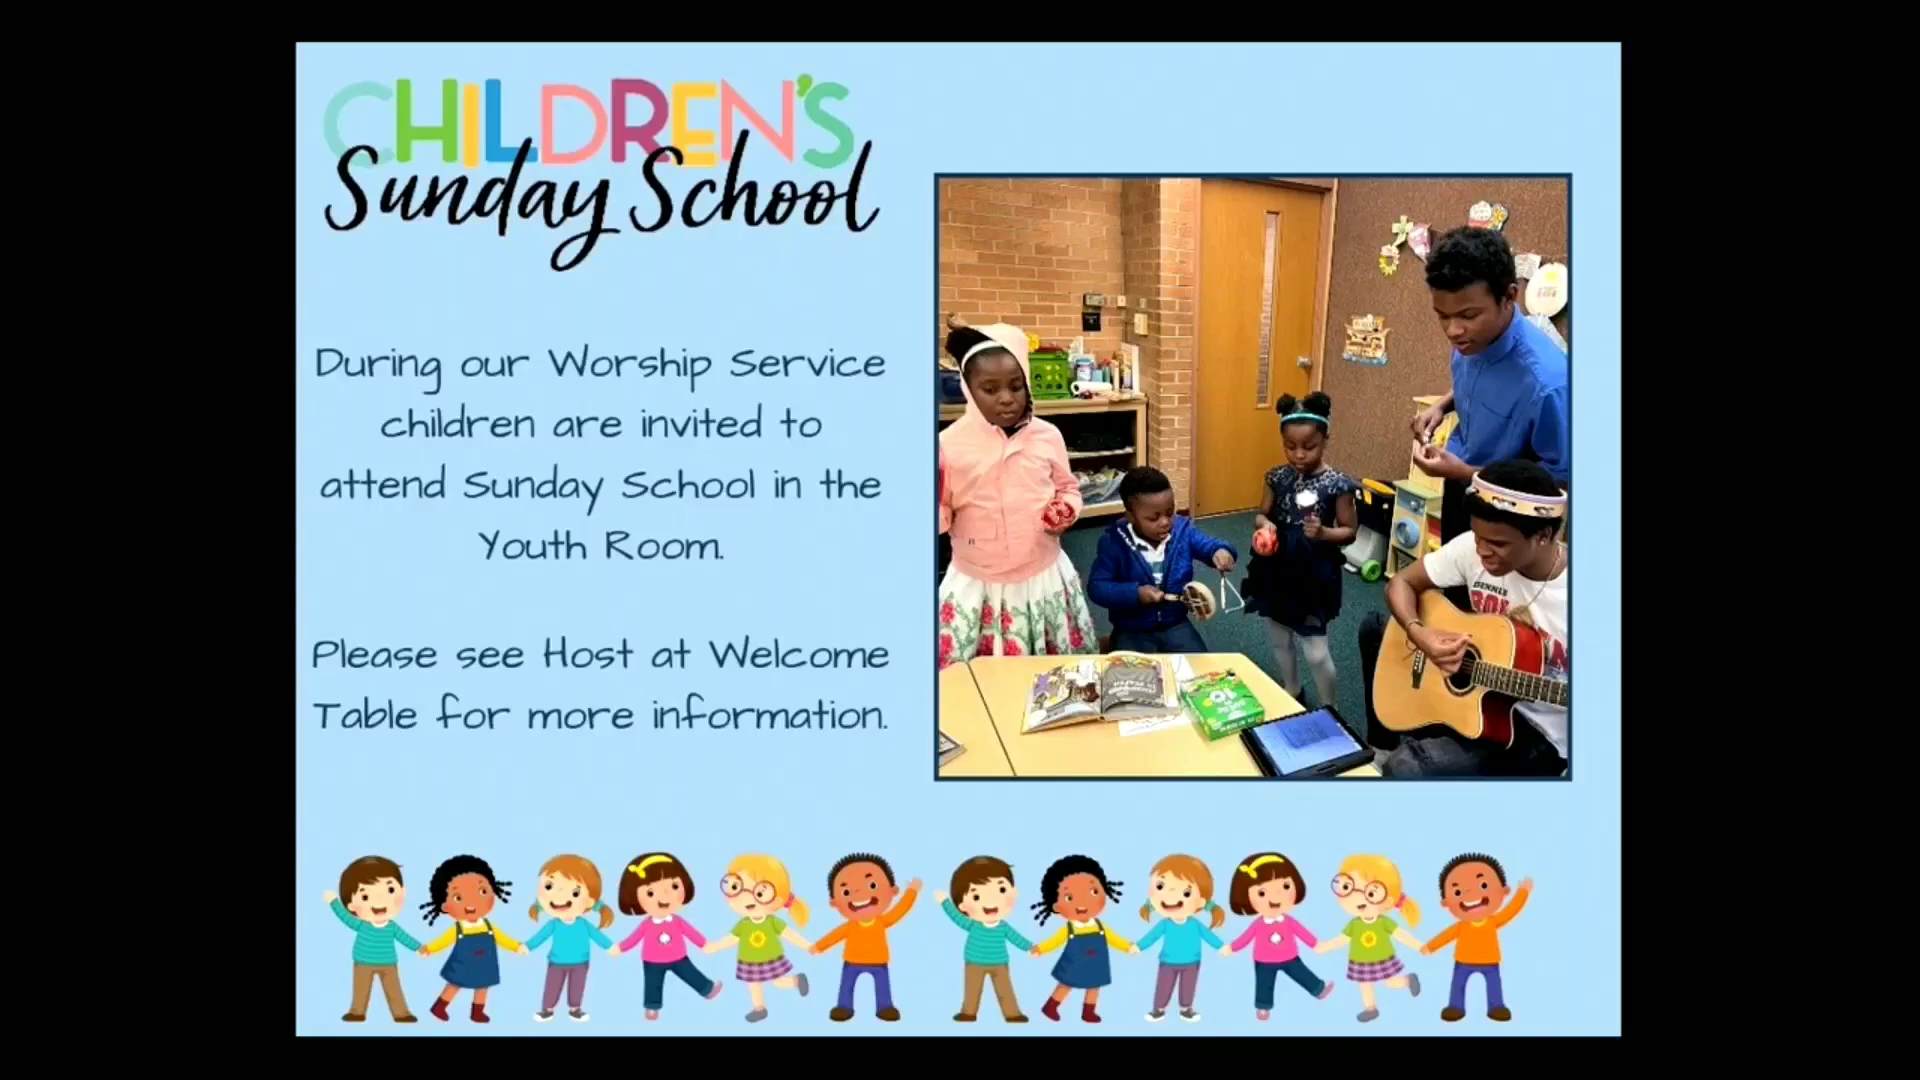 CHILDREN'S
Sunday School
During our Worship Service
children are invited to
attend Sunday School in the
Youth Room.
Please see Host at Welcome
Table for more information.